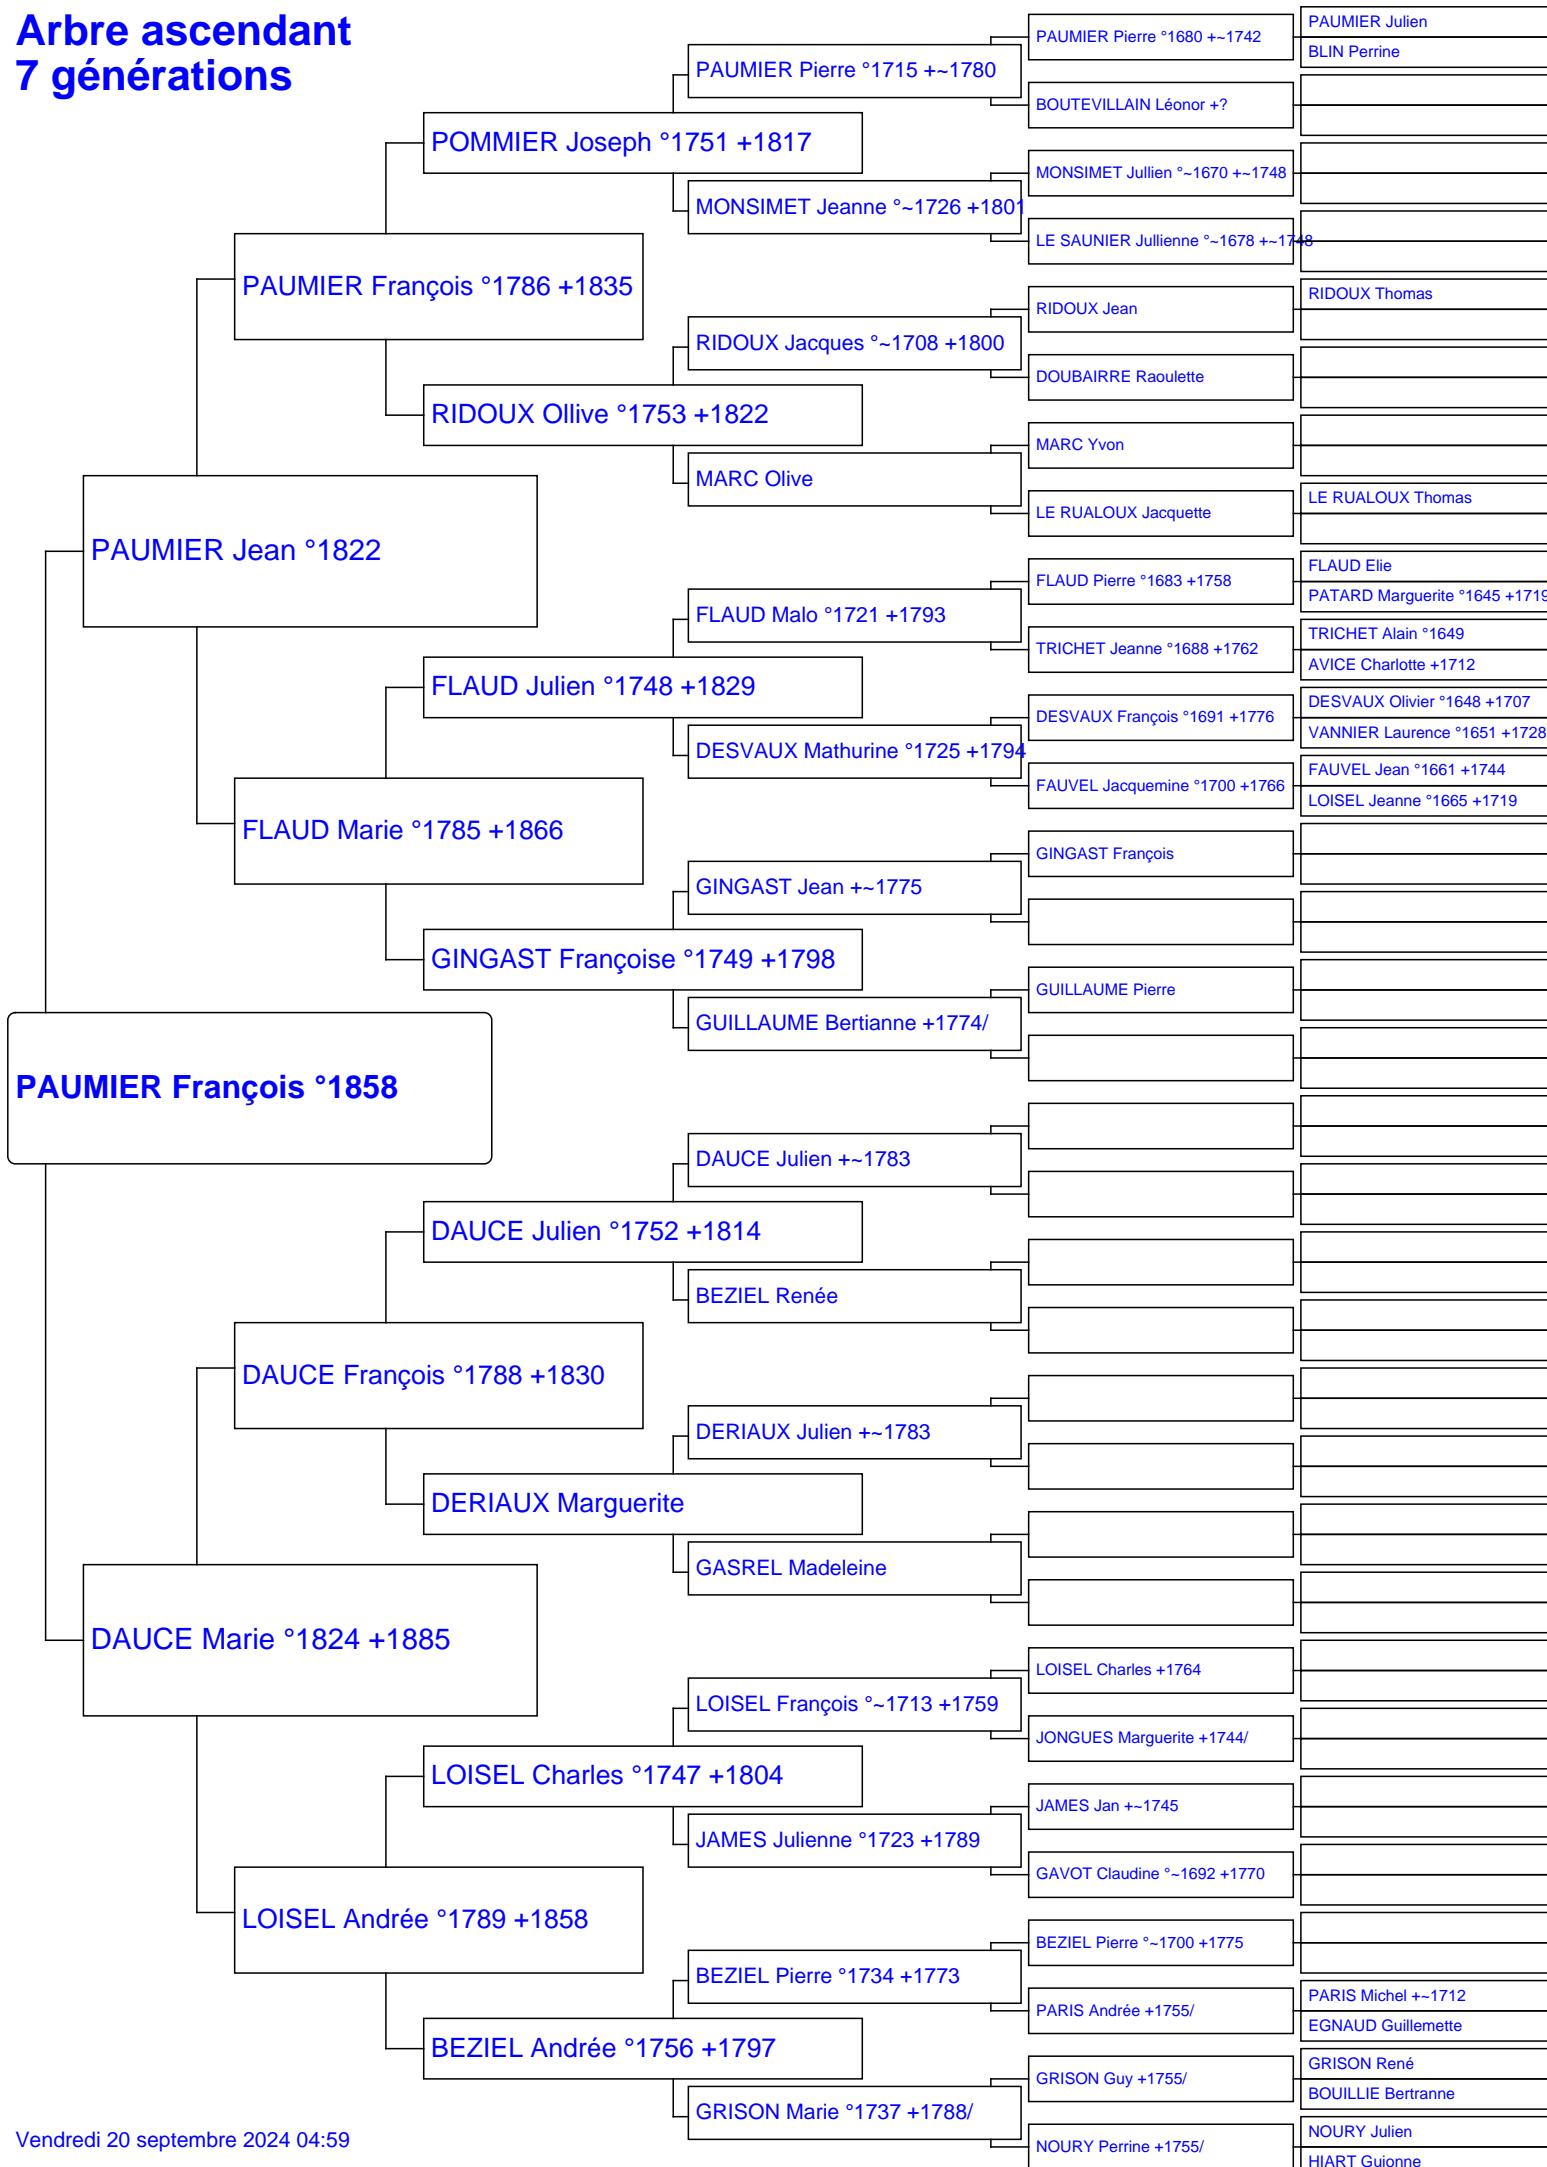 Arbre ascendant
7 générations
PAUMIER François °1858
PAUMIER Jean °1822
DAUCE Marie °1824 +1885
PAUMIER François °1786 +1835
FLAUD Marie °1785 +1866
DAUCE François °1788 +1830
LOISEL Andrée °1789 +1858
POMMIER Joseph °1751 +1817
RIDOUX Ollive °1753 +1822
FLAUD Julien °1748 +1829
GINGAST Françoise °1749 +1798
DAUCE Julien °1752 +1814
DERIAUX Marguerite
LOISEL Charles °1747 +1804
BEZIEL Andrée °1756 +1797
PAUMIER Pierre °1715 +~1780
MONSIMET Jeanne °~1726 +1801
RIDOUX Jacques °~1708 +1800
MARC Olive
FLAUD Malo °1721 +1793
DESVAUX Mathurine °1725 +1794
GINGAST Jean +~1775
GUILLAUME Bertianne +1774/
DAUCE Julien +~1783
BEZIEL Renée
DERIAUX Julien +~1783
GASREL Madeleine
LOISEL François °~1713 +1759
JAMES Julienne °1723 +1789
BEZIEL Pierre °1734 +1773
GRISON Marie °1737 +1788/
PAUMIER Pierre °1680 +~1742
BOUTEVILLAIN Léonor +?
MONSIMET Jullien °~1670 +~1748
LE SAUNIER Jullienne °~1678 +~1748
RIDOUX Jean
DOUBAIRRE Raoulette
MARC Yvon
LE RUALOUX Jacquette
FLAUD Pierre °1683 +1758
TRICHET Jeanne °1688 +1762
DESVAUX François °1691 +1776
FAUVEL Jacquemine °1700 +1766
GINGAST François
GUILLAUME Pierre
LOISEL Charles +1764
JONGUES Marguerite +1744/
JAMES Jan +~1745
GAVOT Claudine °~1692 +1770
BEZIEL Pierre °~1700 +1775
PARIS Andrée +1755/
GRISON Guy +1755/
NOURY Perrine +1755/
PAUMIER Julien
BLIN Perrine
RIDOUX Thomas
LE RUALOUX Thomas
FLAUD Elie
PATARD Marguerite °1645 +1719
TRICHET Alain °1649
AVICE Charlotte +1712
DESVAUX Olivier °1648 +1707
VANNIER Laurence °1651 +1728
FAUVEL Jean °1661 +1744
LOISEL Jeanne °1665 +1719
PARIS Michel +~1712
EGNAUD Guillemette
GRISON René
BOUILLIE Bertranne
NOURY Julien
HIART Guionne
Vendredi 20 septembre 2024 04:59